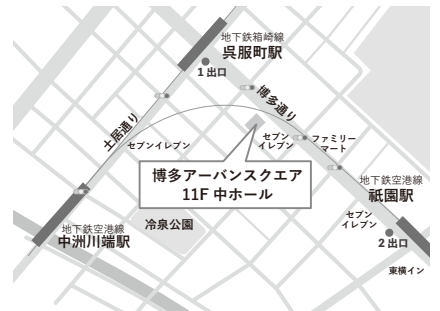 地下鉄箱崎線
呉服町駅
1出口
博多通り
土居通り
セブンイレブン
セブン
イレブン
ファミリー
マート
博多アーバンスクエア
11F 中ホール
地下鉄空港線
祇園駅
セブン
イレブン
2出口
東横イン
冷泉公園
地下鉄空港線
中洲川端駅